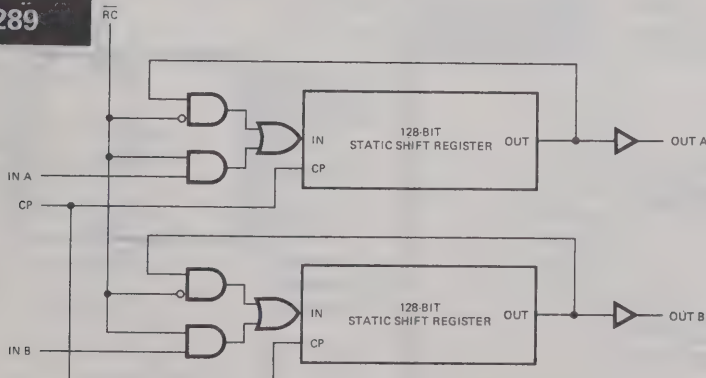 289
RC
IN
128-BIT
STATIC SHIFT REGISTER
OUT
OUT A
CP
IN A
CP
IN
128-BIT
STATIC SHIFT REGISTER
OUT
OUT B
CP
IN B